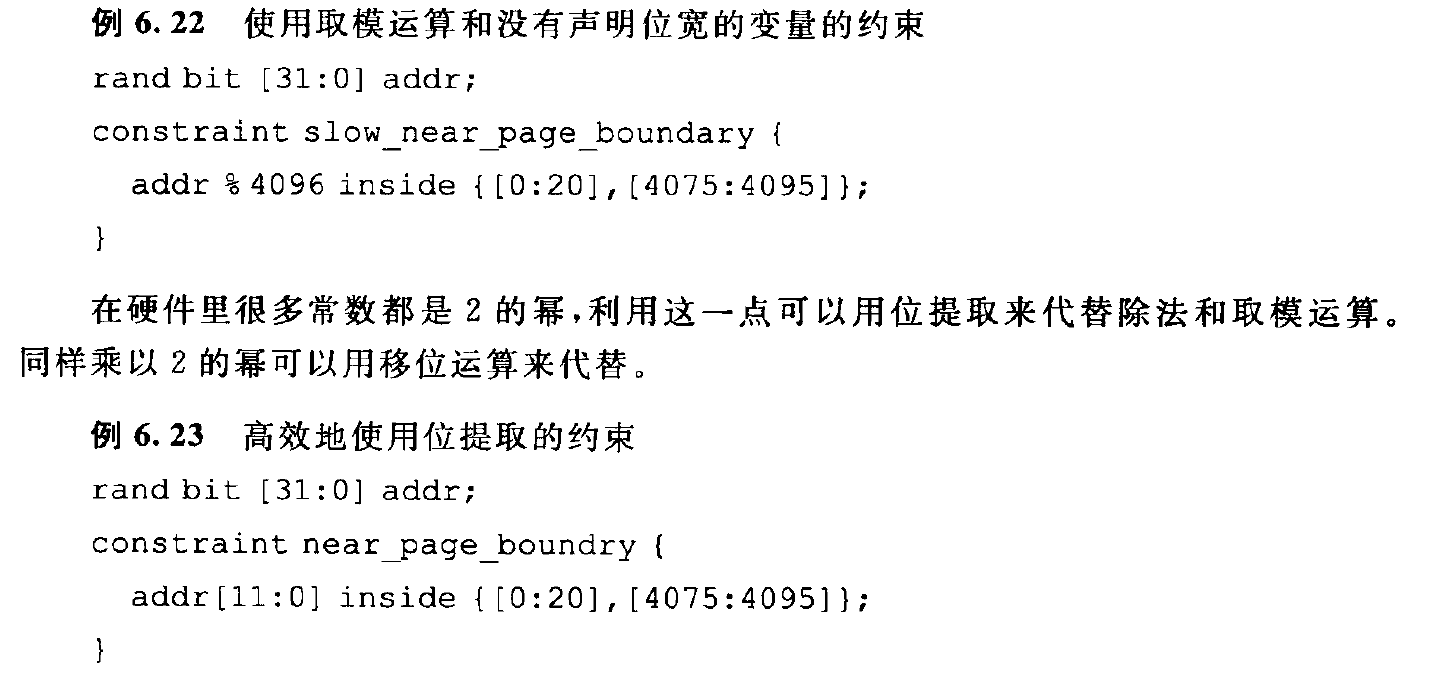 例 6.22 使用取模运算和没有声明位宽的变量的约束
rand bit [31:0] addr;
constraint slow_near_page_boundary {
addr % 4096 inside {[0:20],[4075:4095]};
}
在硬件里很多常数都是 2 的幂,利用这一点可以用位提取来代替除法和取模运算。
同样乘以 2 的幂可以用移位运算来代替。
例 6.23 高效地使用位提取的约束
rand bit [31:0] addr;
constraint near_page_boundry {
addr[11:0] inside {[0:20],[4075:4095]};
}